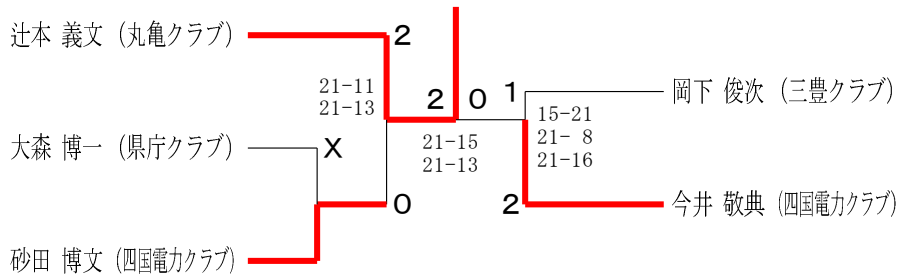 辻本 義文 (丸亀クラブ)
2
21-11
21-13
大森 博一 (県庁クラブ)
X
砂田 博文 (四国電力クラブ)
0
2
0
21-15
21-13
1
岡下 俊次 (三豊クラブ)
15-21
21- 8
21-16
2
今井 敬典 (四国電力クラブ)